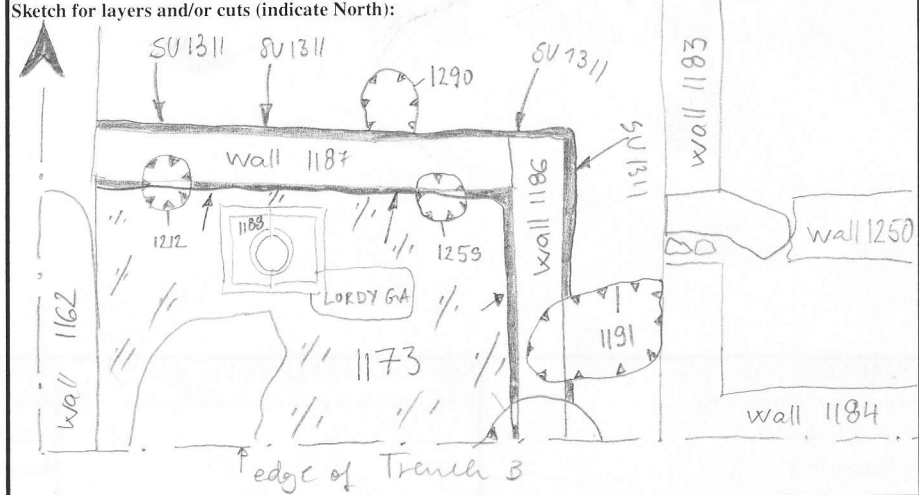 Sketch for layers and/or cuts (indicate North):
SU 1311
SU 1311
1290
SU 1311
SU 1311
wall 1183
wall 1187
wall 1186
1212
1188
1259
wall 1250
LORDY GA
1191
wall 1162
1173
wall 1184
edge of Trench 3